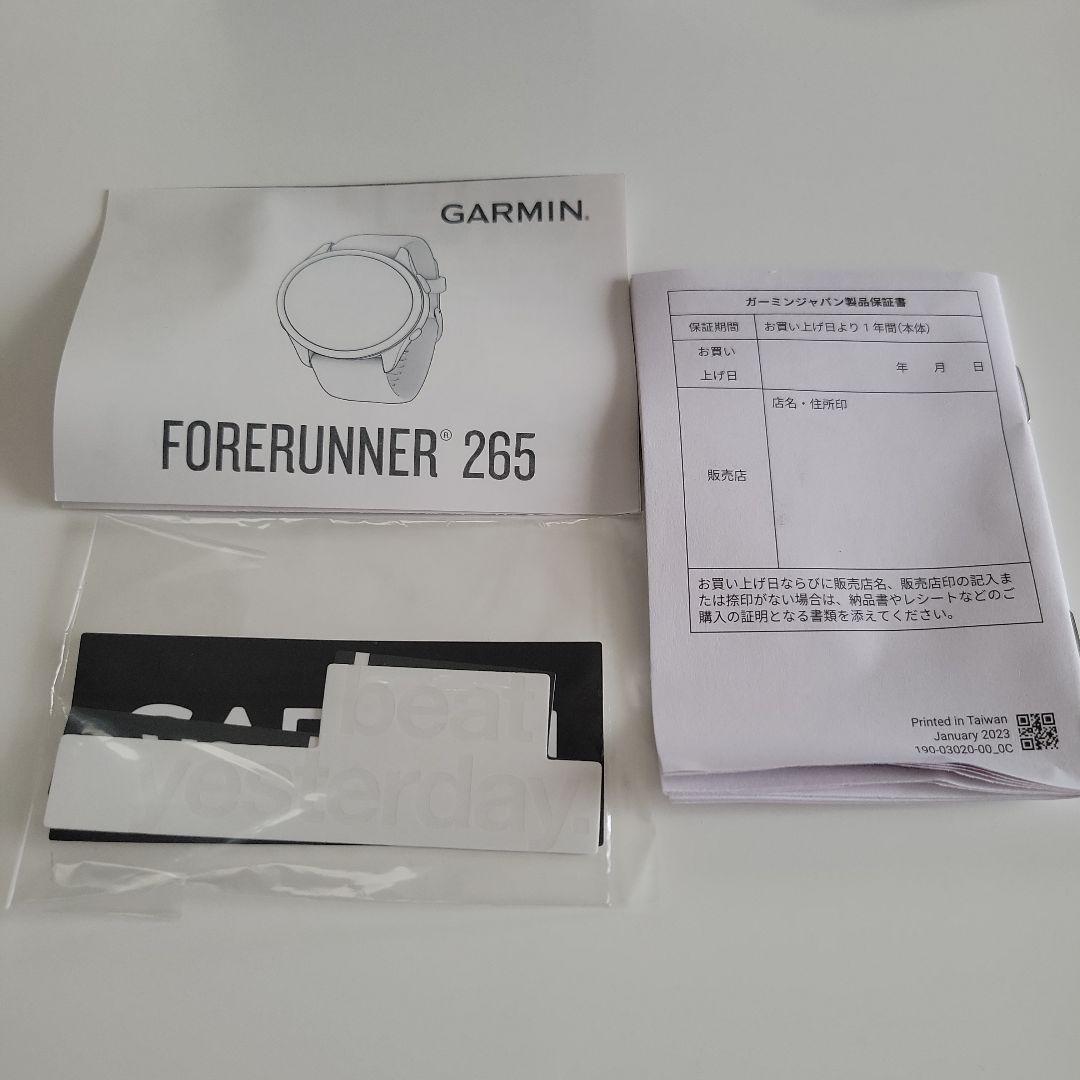 GARMIN®
FORERUNNER® 265
ガーミンジャパン製品保証書
保証期間 お買い上げ日より1年間(本体)
お買い
上げ日
年 月 日
店名・住所印
販売店
お買い上げ日ならびに販売店名、販売店印の記入ま
たは捺印がない場合は、納品書やレシートなどのご
購入の証明となる書類を添えてください。
Printed in Taiwan
January 2023
190-03020-00_0C
beat
yesterday.